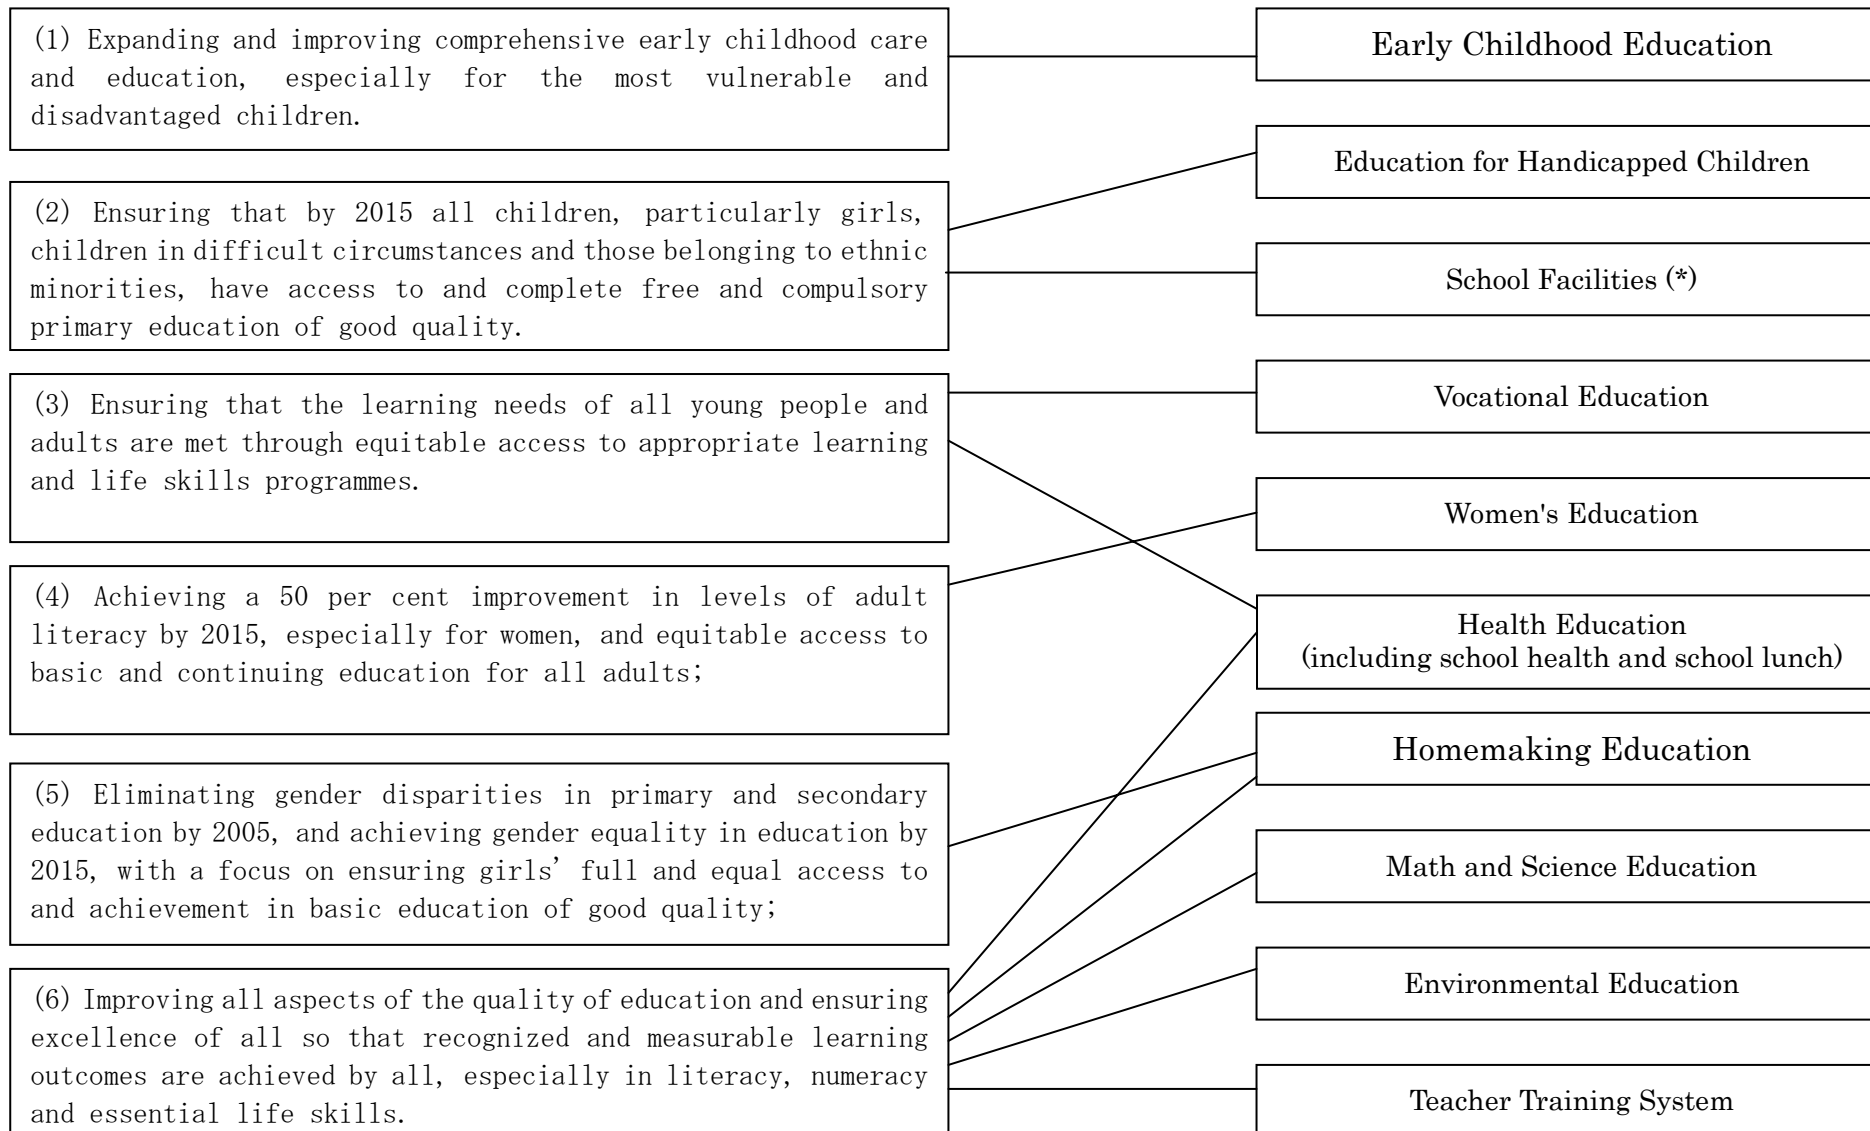 (1) Expanding and improving comprehensive early childhood care
and education, especially for the most vulnerable and
disadvantaged children.
(2) Ensuring that by 2015 all children, particularly girls,
children in difficult circumstances and those belonging to ethnic
minorities, have access to and complete free and compulsory
primary education of good quality.
(3) Ensuring that the learning needs of all young people and
adults are met through equitable access to appropriate learning
and life skills programmes.
(4) Achieving a 50 per cent improvement in levels of adult
literacy by 2015, especially for women, and equitable access to
basic and continuing education for all adults;
(5) Eliminating gender disparities in primary and secondary
education by 2005, and achieving gender equality in education by
2015, with a focus on ensuring girls’ full and equal access to
and achievement in basic education of good quality;
(6) Improving all aspects of the quality of education and ensuring
excellence of all so that recognized and measurable learning
outcomes are achieved by all, especially in literacy, numeracy
and essential life skills.
Early Childhood Education
Education for Handicapped Children
School Facilities (*)
Vocational Education
Women's Education
Health Education
(including school health and school lunch)
Homemaking Education
Math and Science Education
Environmental Education
Teacher Training System